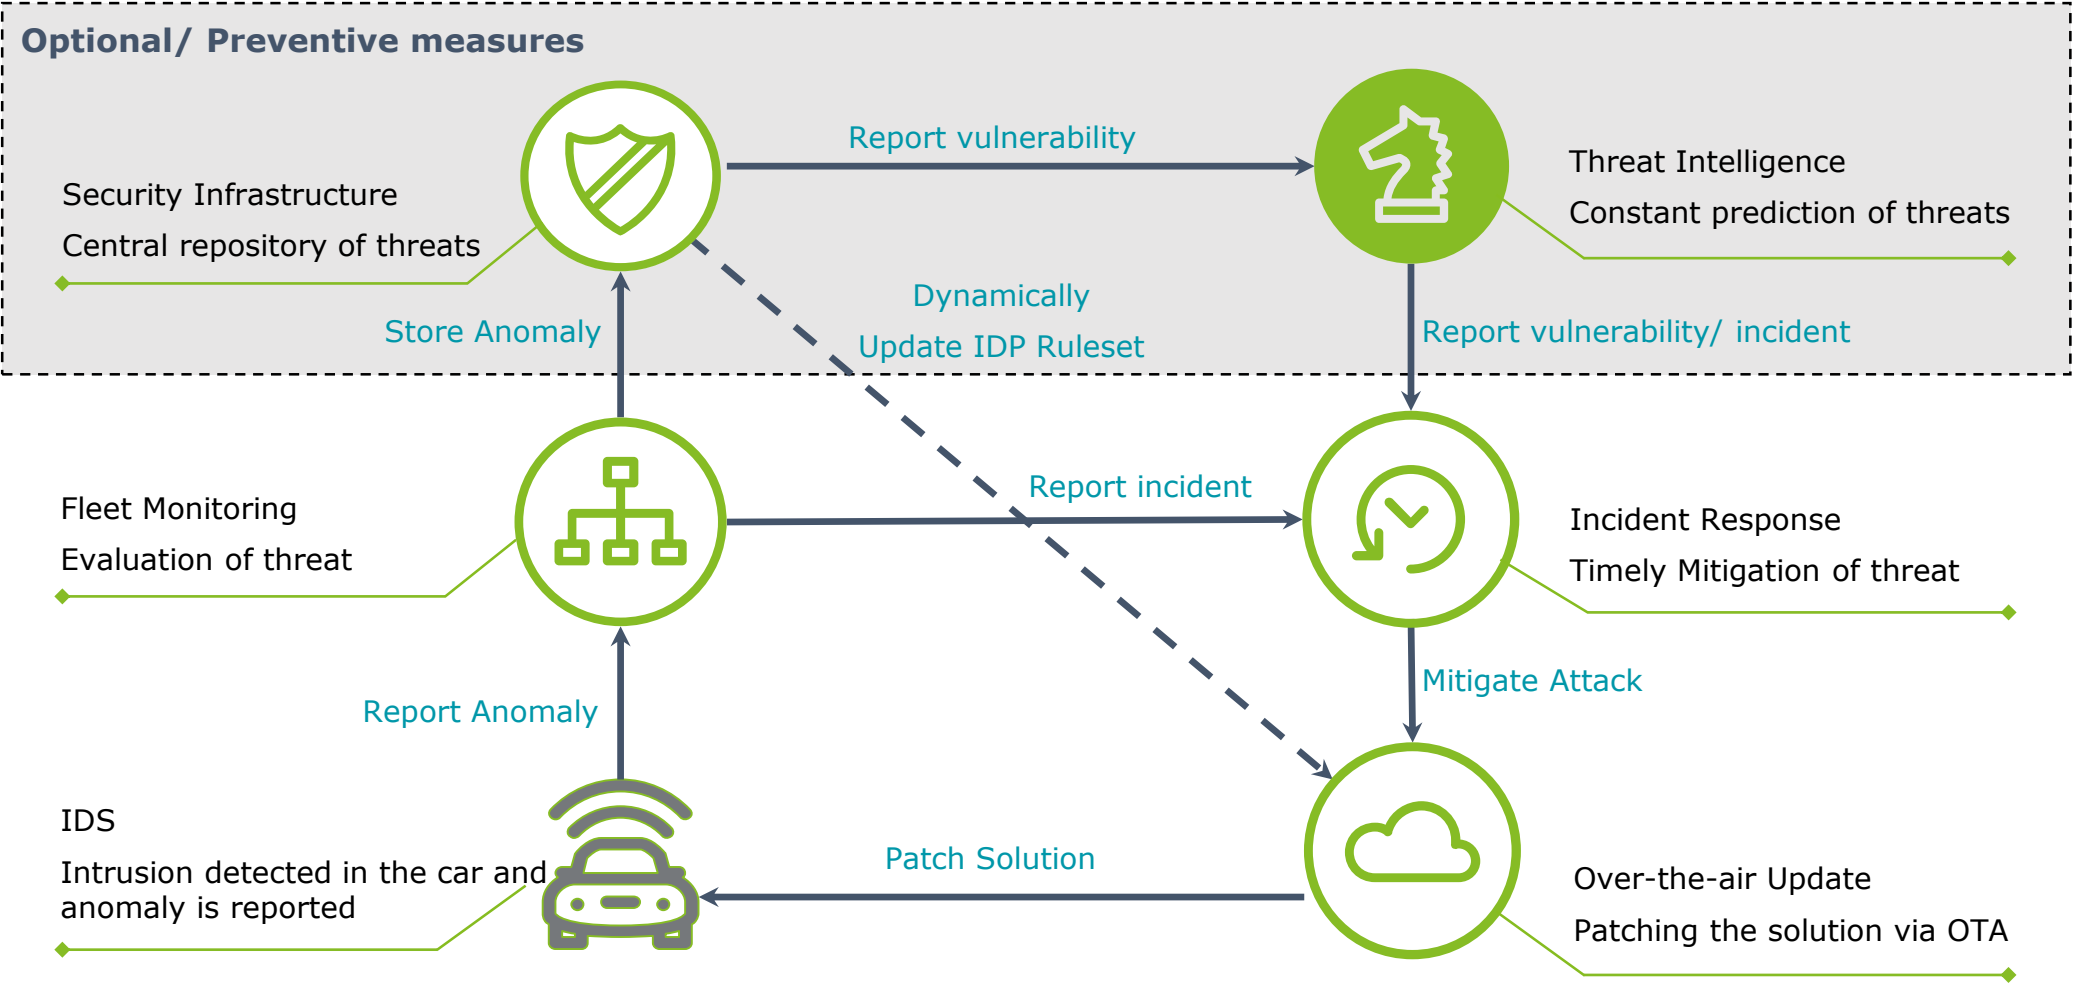 Optional/ Preventive measures
Report vulnerability
Security Infrastructure
Central repository of threats
Threat Intelligence
Constant prediction of threats
Store Anomaly
Dynamically
Update IDP Ruleset
Report vulnerability/ incident
Fleet Monitoring
Evaluation of threat
Report incident
Incident Response
Timely Mitigation of threat
Report Anomaly
Mitigate Attack
IDS
Intrusion detected in the car and
anomaly is reported
Patch Solution
Over-the-air Update
Patching the solution via OTA